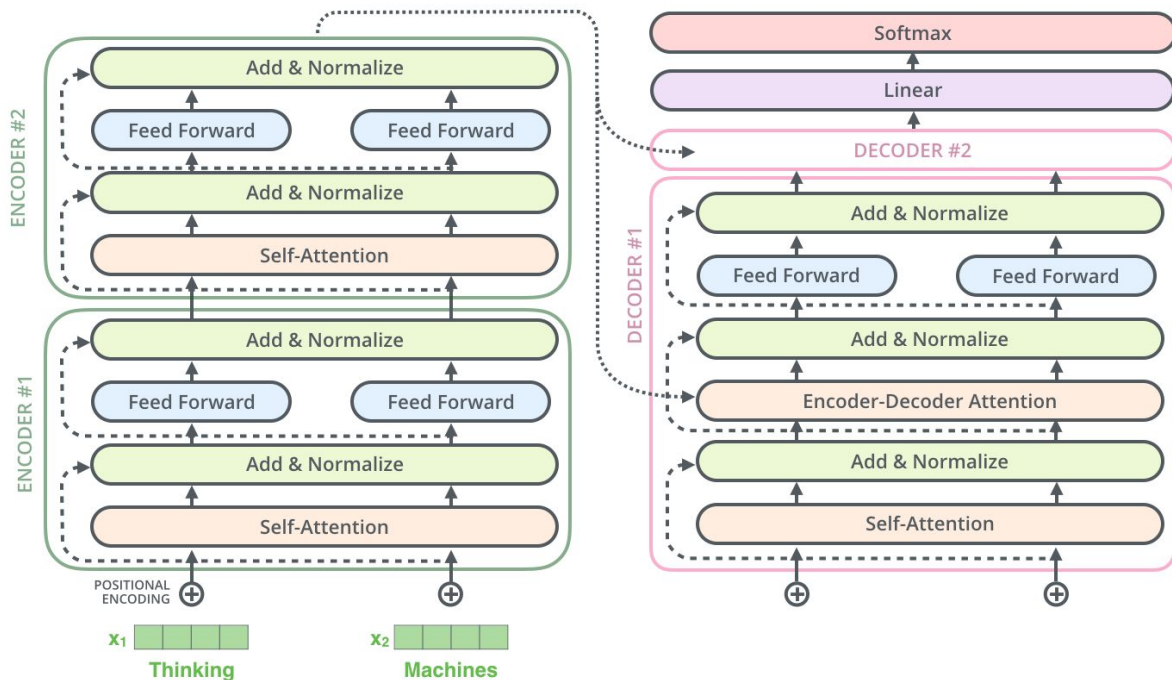 ENCODER #2
Add & Normalize
Feed Forward
Feed Forward
Add & Normalize
Self-Attention
ENCODER #1
Add & Normalize
Feed Forward
Feed Forward
Add & Normalize
Self-Attention
POSITIONAL
ENCODING
x1
Thinking
x2
Machines
Softmax
Linear
DECODER #2
DECODER #1
Add & Normalize
Feed Forward
Feed Forward
Add & Normalize
Encoder-Decoder Attention
Add & Normalize
Self-Attention